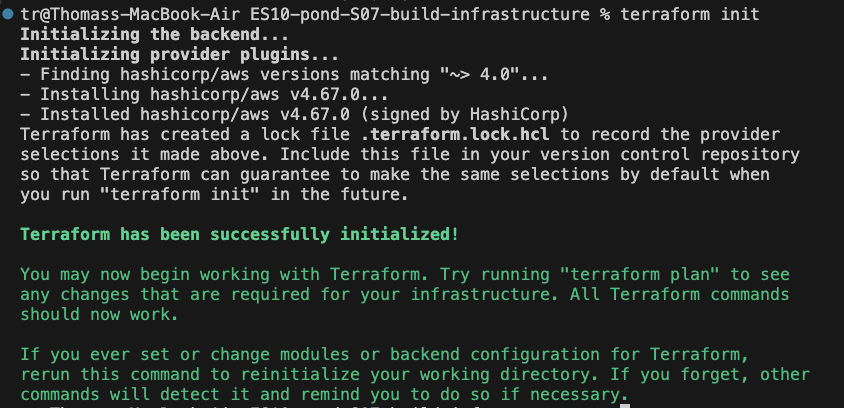 tr@Thomass-MacBook-Air ES10-pond-S07-build-infrastructure % terraform init
Initializing the backend...
Initializing provider plugins...
- Finding hashicorp/aws versions matching "~> 4.0"...
- Installing hashicorp/aws v4.67.0...
- Installed hashicorp/aws v4.67.0 (signed by HashiCorp)
Terraform has created a lock file .terraform.lock.hcl to record the provider
selections it made above. Include this file in your version control repository
so that Terraform can guarantee to make the same selections by default when
you run "terraform init" in the future.
Terraform has been successfully initialized!
You may now begin working with Terraform. Try running "terraform plan" to see
any changes that are required for your infrastructure. All Terraform commands
should now work.
If you ever set or change modules or backend configuration for Terraform,
rerun this command to reinitialize your working directory. If you forget, other
commands will detect it and remind you to do so if necessary.